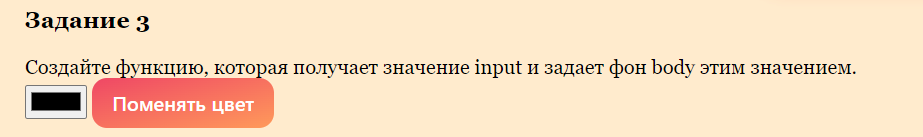 Задание 3
Создайте функцию, которая получает значение input и задает фон body этим значением.
Поменять цвет